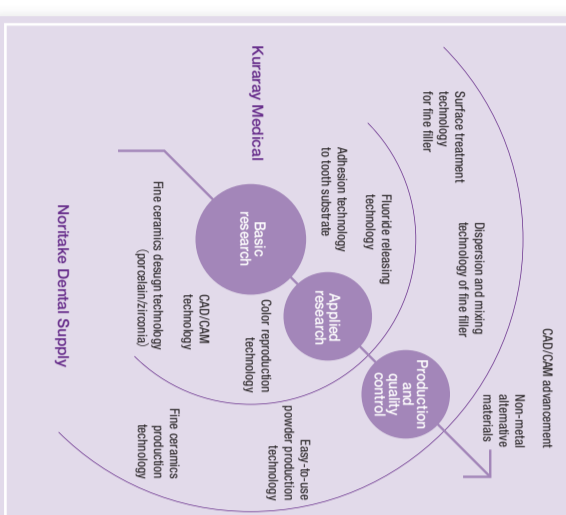 CAD/CAM advancement
Non-metal
alternative
materials
Surface treatment
technology
for fine filler
Dispersion and mixing
technology of fine filler
Kuraray Medical
Adhesion technology
to tooth substrate
Fluoride releasing
technology
Basic
research
Applied
research
Production
and
quality
control
Noritake Dental Supply
Fine ceramics desugn technology
(porcelain/zirconia)
CAD/CAM
technology
Color reproduction
technology
Fine ceramics
production
technology
Easy-to-use
powder production
technology